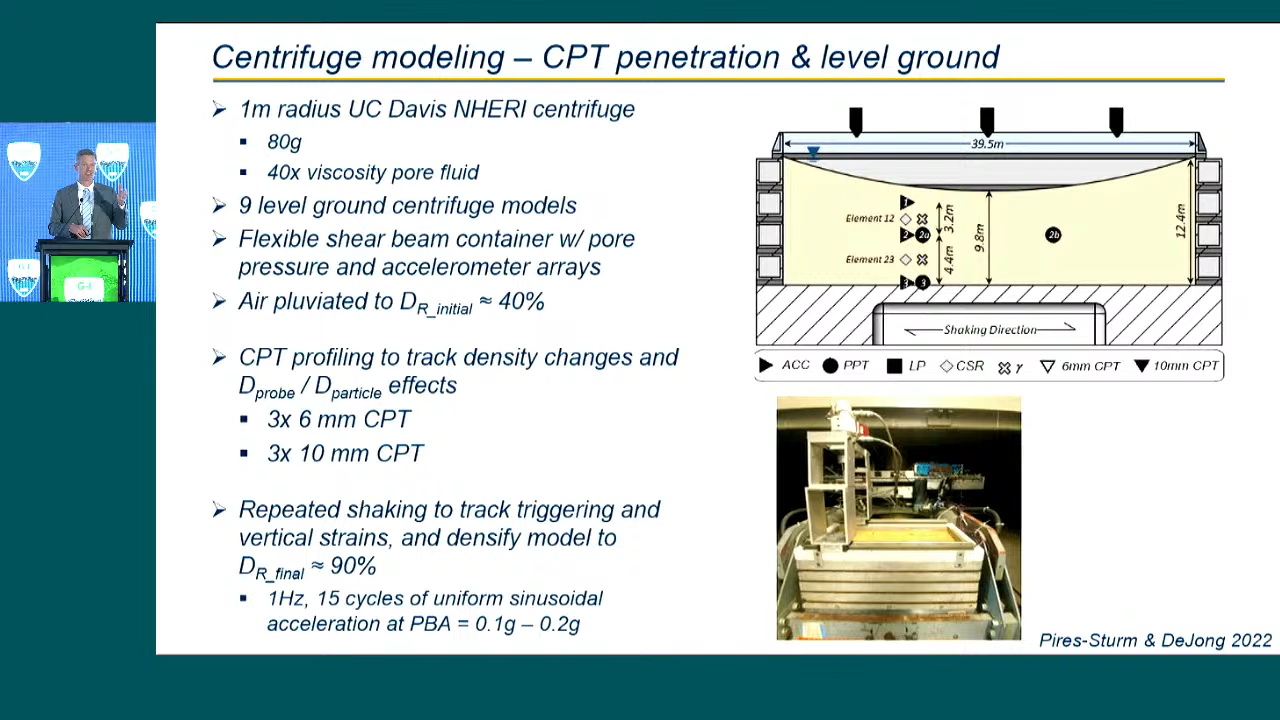 Centrifuge modeling – CPT penetration & level ground
➢ 1m radius UC Davis NHERI centrifuge
▪ 80g
▪ 40x viscosity pore fluid
➢ 9 level ground centrifuge models
➢ Flexible shear beam container w/ pore
pressure and accelerometer arrays
➢ Air pluviated to D_R_initial ≈ 40%
➢ CPT profiling to track density changes and
D_probe / D_particle effects
▪ 3x 6 mm CPT
▪ 3x 10 mm CPT
➢ Repeated shaking to track triggering and
vertical strains, and densify model to
D_R_final ≈ 90%
▪ 1Hz, 15 cycles of uniform sinusoidal
acceleration at PBA = 0.1g – 0.2g
39.5m
1
Element 12
2
2a
2b
Element 23
3
3
3.2m
4.4m
9.8m
12.4m
Shaking Direction
ACC PPT LP CSR γ 6mm CPT 10mm CPT
Pires-Sturm & DeJong 2022
G-I